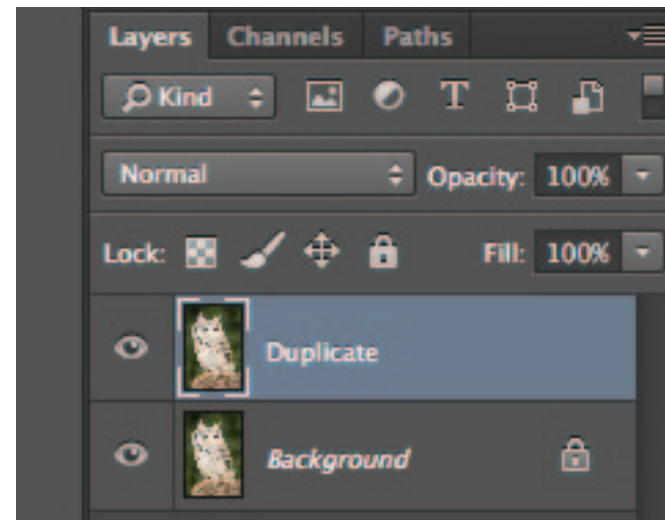 Layers Channels Paths
Kind T
Normal Opacity: 100%
Lock: Fill: 100%
Duplicate
Background